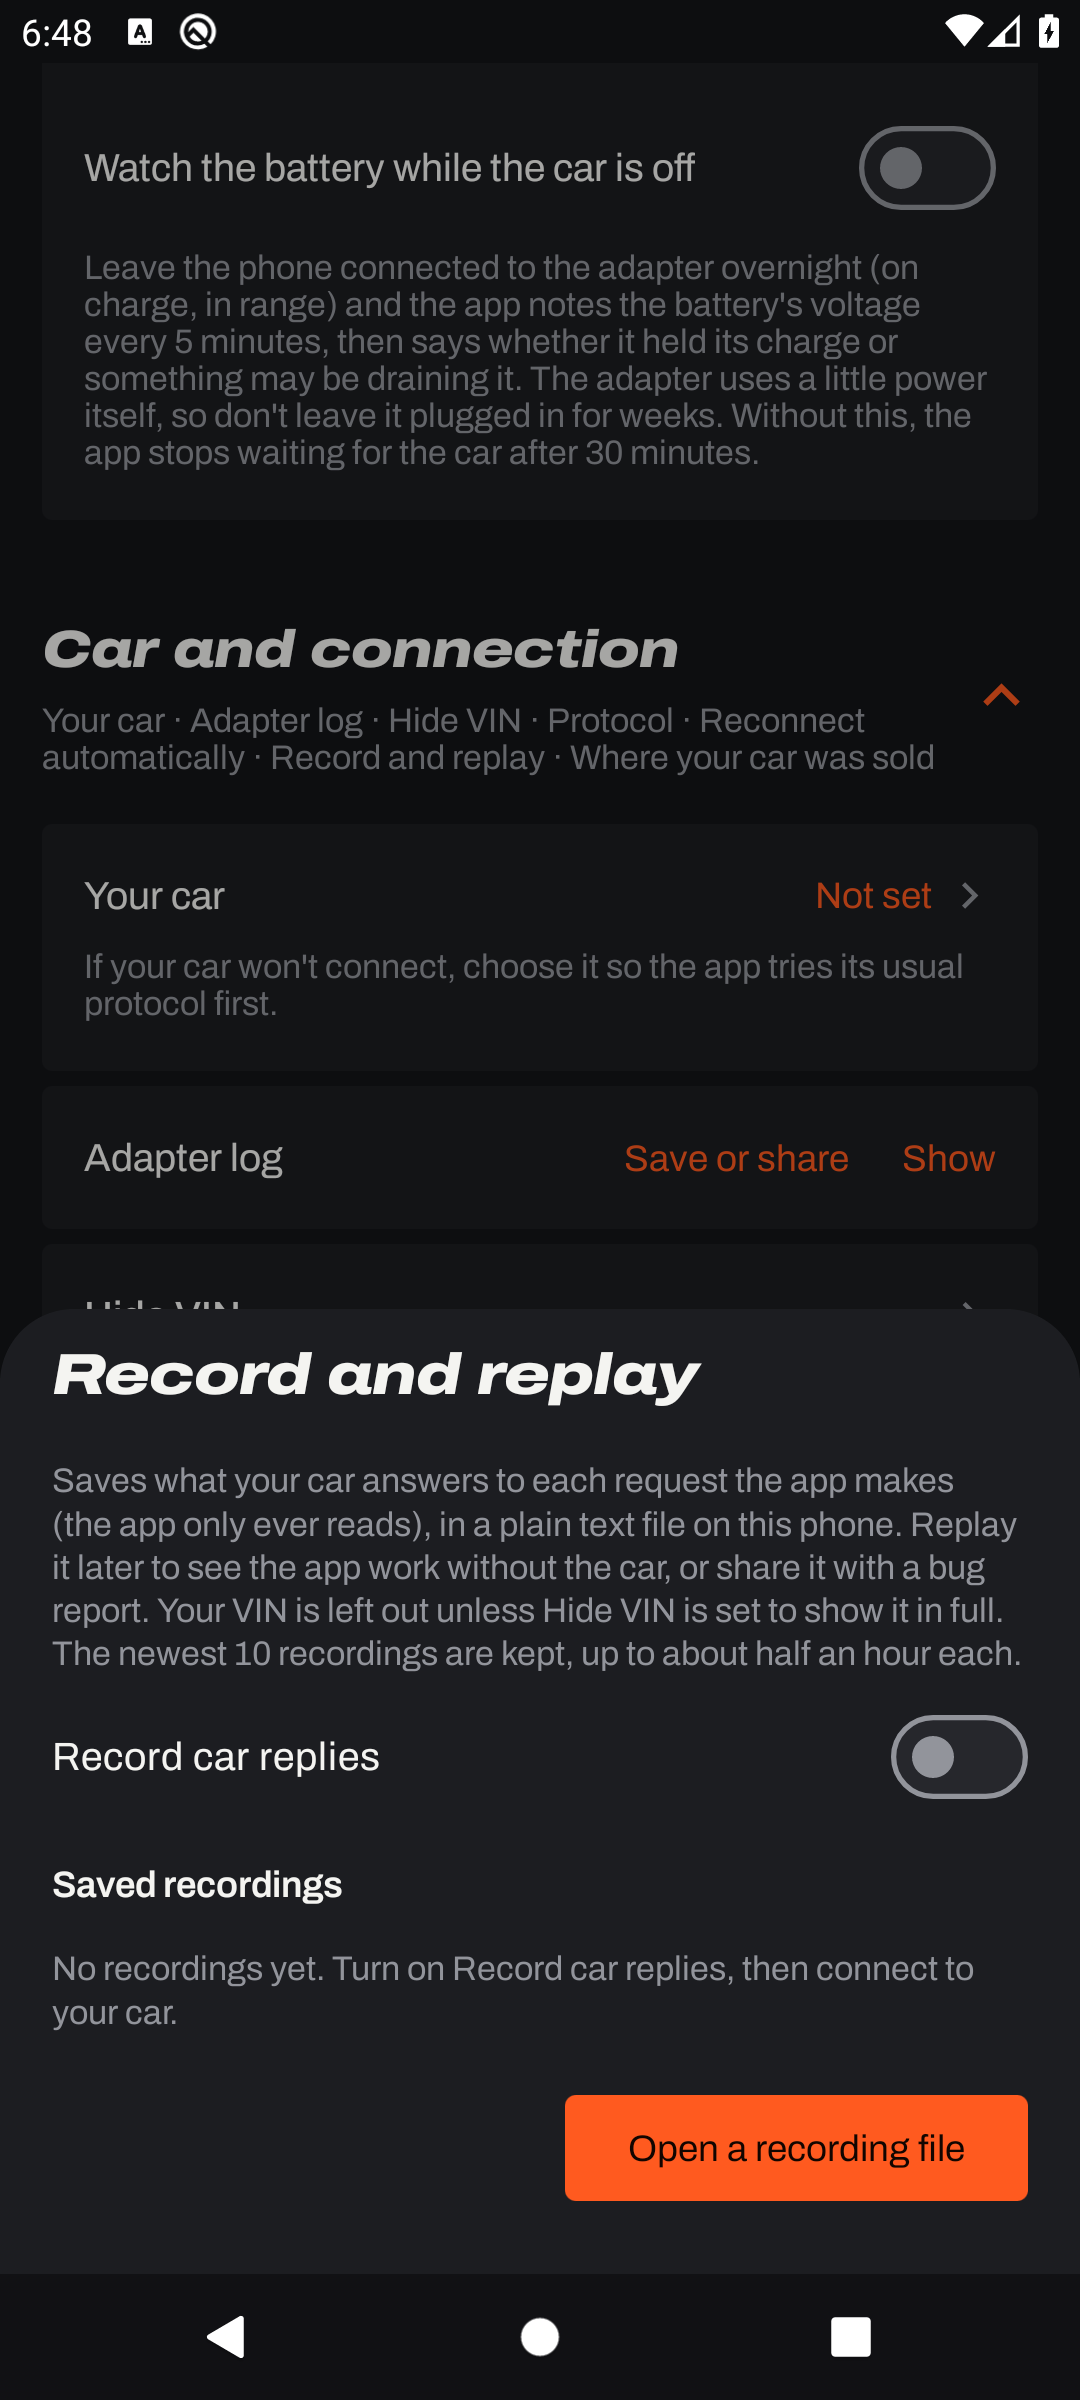 6:48
Watch the battery while the car is off
Leave the phone connected to the adapter overnight (on
charge, in range) and the app notes the battery's voltage
every 5 minutes, then says whether it held its charge or
something may be draining it. The adapter uses a little power
itself, so don't leave it plugged in for weeks. Without this, the
app stops waiting for the car after 30 minutes.
Car and connection
Your car · Adapter log · Hide VIN · Protocol · Reconnect
automatically · Record and replay · Where your car was sold
Your car Not set
If your car won't connect, choose it so the app tries its usual
protocol first.
Adapter log Save or share Show
Hide VIN
Record and replay
Saves what your car answers to each request the app makes
(the app only ever reads), in a plain text file on this phone. Replay
it later to see the app work without the car, or share it with a bug
report. Your VIN is left out unless Hide VIN is set to show it in full.
The newest 10 recordings are kept, up to about half an hour each.
Record car replies
Saved recordings
No recordings yet. Turn on Record car replies, then connect to
your car.
Open a recording file